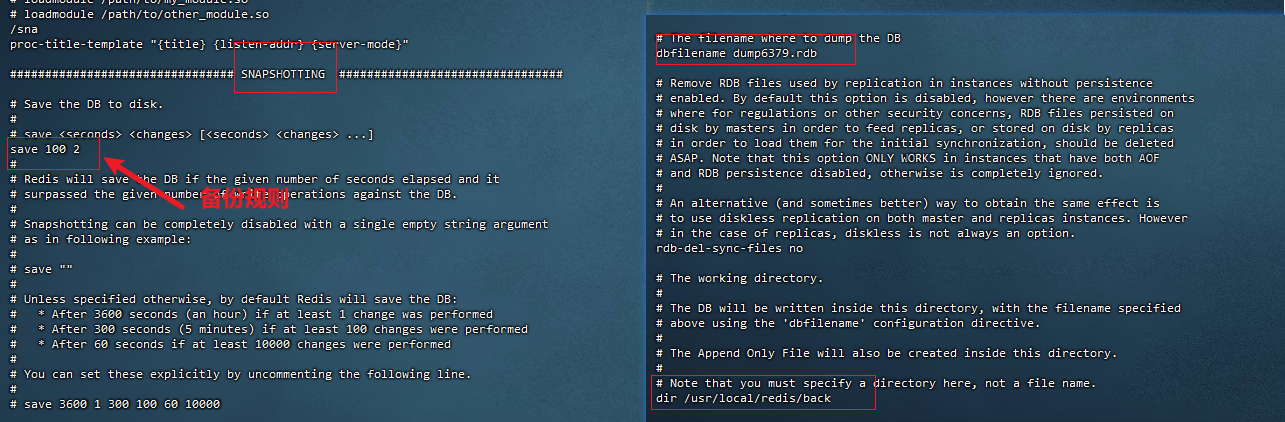 # loadmodule /path/to/my_module.so
# loadmodule /path/to/other_module.so
/sna
proc-title-template "{title} {listen-addr} {server-mode}"
################################ SNAPSHOTTING ################################
# Save the DB to disk.
#
# save <seconds> <changes> [<seconds> <changes> ...]
save 100 2
#
# Redis will save the DB if the given number of seconds elapsed and it
# surpassed the given number of write operations against the DB.
备份规则
#
# Snapshotting can be completely disabled with a single empty string argument
# as in following example:
#
# save ""
#
# Unless specified otherwise, by default Redis will save the DB:
#   * After 3600 seconds (an hour) if at least 1 change was performed
#   * After 300 seconds (5 minutes) if at least 100 changes were performed
#   * After 60 seconds if at least 10000 changes were performed
#
# You can set these explicitly by uncommenting the following line.
#
# save 3600 1 300 100 60 10000
# The filename where to dump the DB
dbfilename dump6379.rdb
# Remove RDB files used by replication in instances without persistence
# enabled. By default this option is disabled, however there are environments
# where for regulations or other security concerns, RDB files persisted on
# disk by masters in order to feed replicas, or stored on disk by replicas
# in order to load them for the initial synchronization, should be deleted
# ASAP. Note that this option ONLY WORKS in instances that have both AOF
# and RDB persistence disabled, otherwise is completely ignored.
#
# An alternative (and sometimes better) way to obtain the same effect is
# to use diskless replication on both master and replicas instances. However
# in the case of replicas, diskless is not always an option.
rdb-del-sync-files no
# The working directory.
#
# The DB will be written inside this directory, with the filename specified
# above using the 'dbfilename' configuration directive.
#
# The Append Only File will also be created inside this directory.
#
# Note that you must specify a directory here, not a file name.
dir /usr/local/redis/back